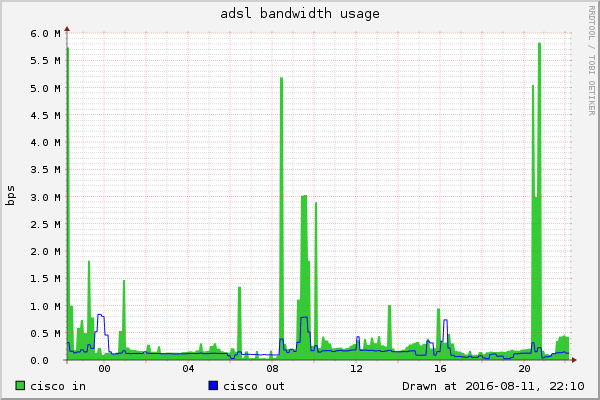 adsl bandwidth usage
RRDTOOL / TOBI OETIKER
bps
6.0 M
5.5 M
5.0 M
4.5 M
4.0 M
3.5 M
3.0 M
2.5 M
2.0 M
1.5 M
1.0 M
0.5 M
0.0
00 04 08 10 12 16 20
cisco in cisco out Drawn at 2016-08-11, 22:10